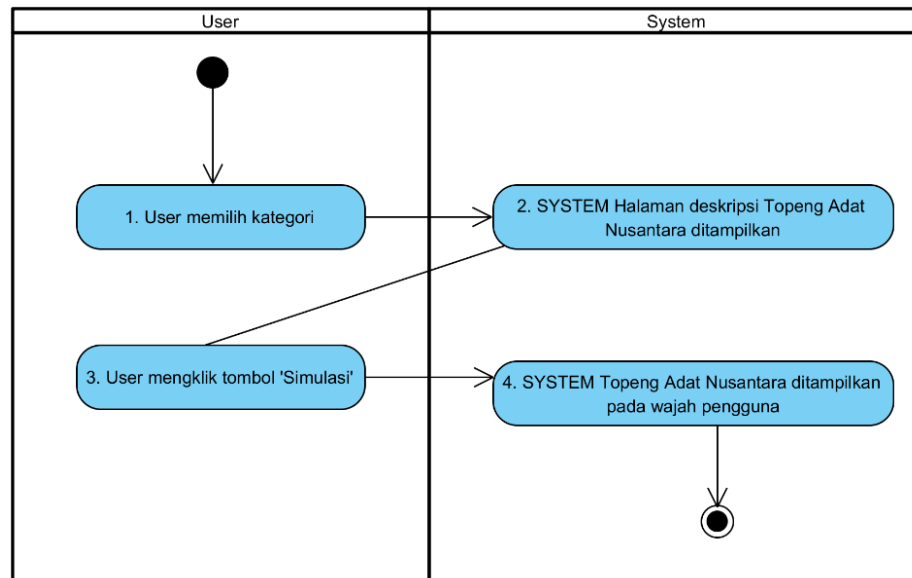 User
System
1. User memilih kategori
2. SYSTEM Halaman deskripsi Topeng Adat
Nusantara ditampilkan
3. User mengklik tombol 'Simulasi'
4. SYSTEM Topeng Adat Nusantara ditampilkan
pada wajah pengguna